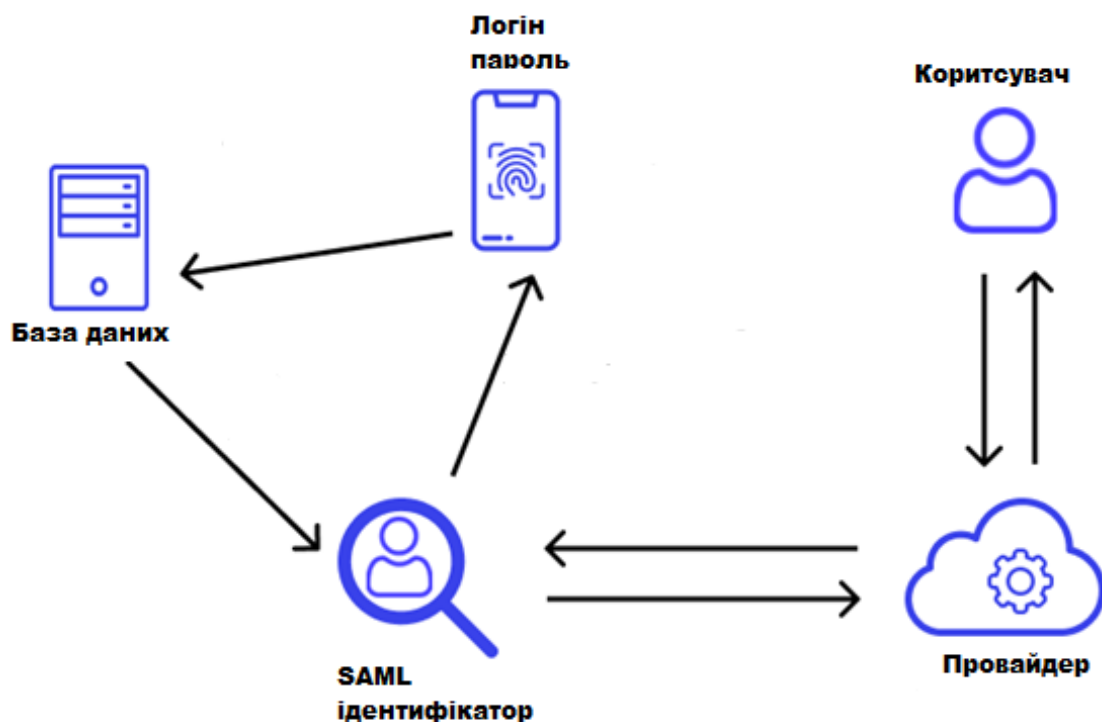 Логін
пароль
Коритсувач
База даних
SAML
ідентифікатор
Провайдер